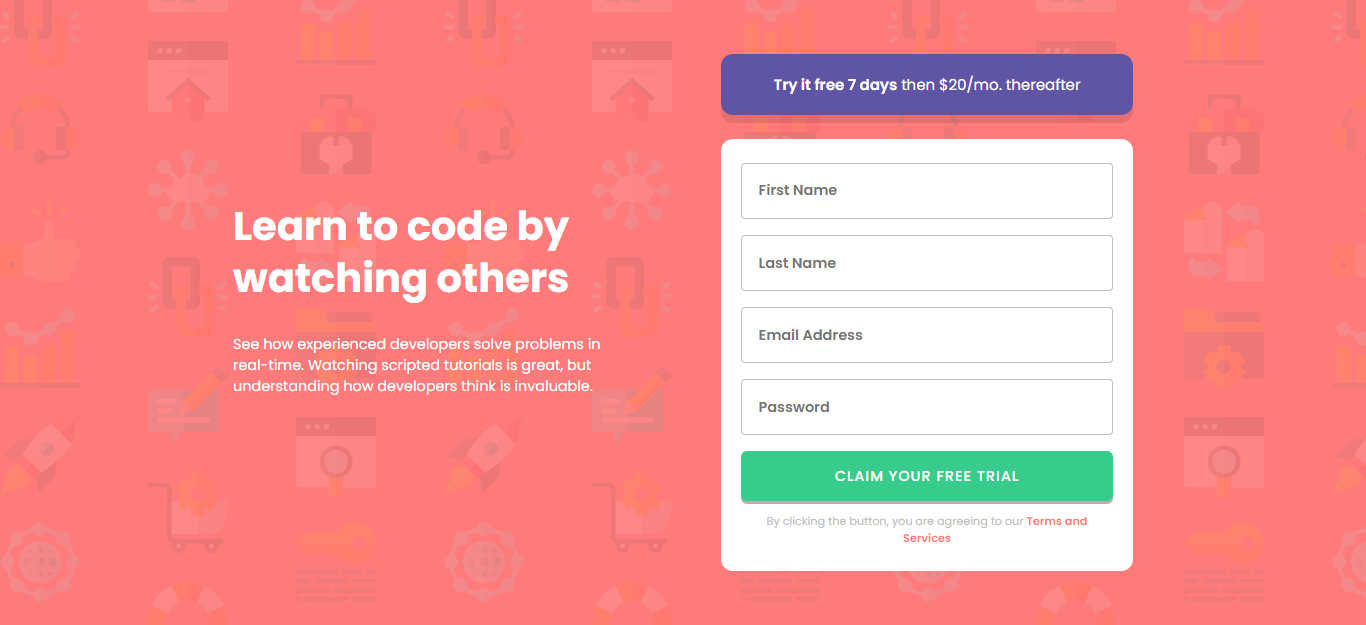 Learn to code by
watching others
See how experienced developers solve problems in
real-time. Watching scripted tutorials is great, but
understanding how developers think is invaluable.
Try it free 7 days then $20/mo. thereafter
First Name
Last Name
Email Address
Password
CLAIM YOUR FREE TRIAL
By clicking the button, you are agreeing to our Terms and
Services